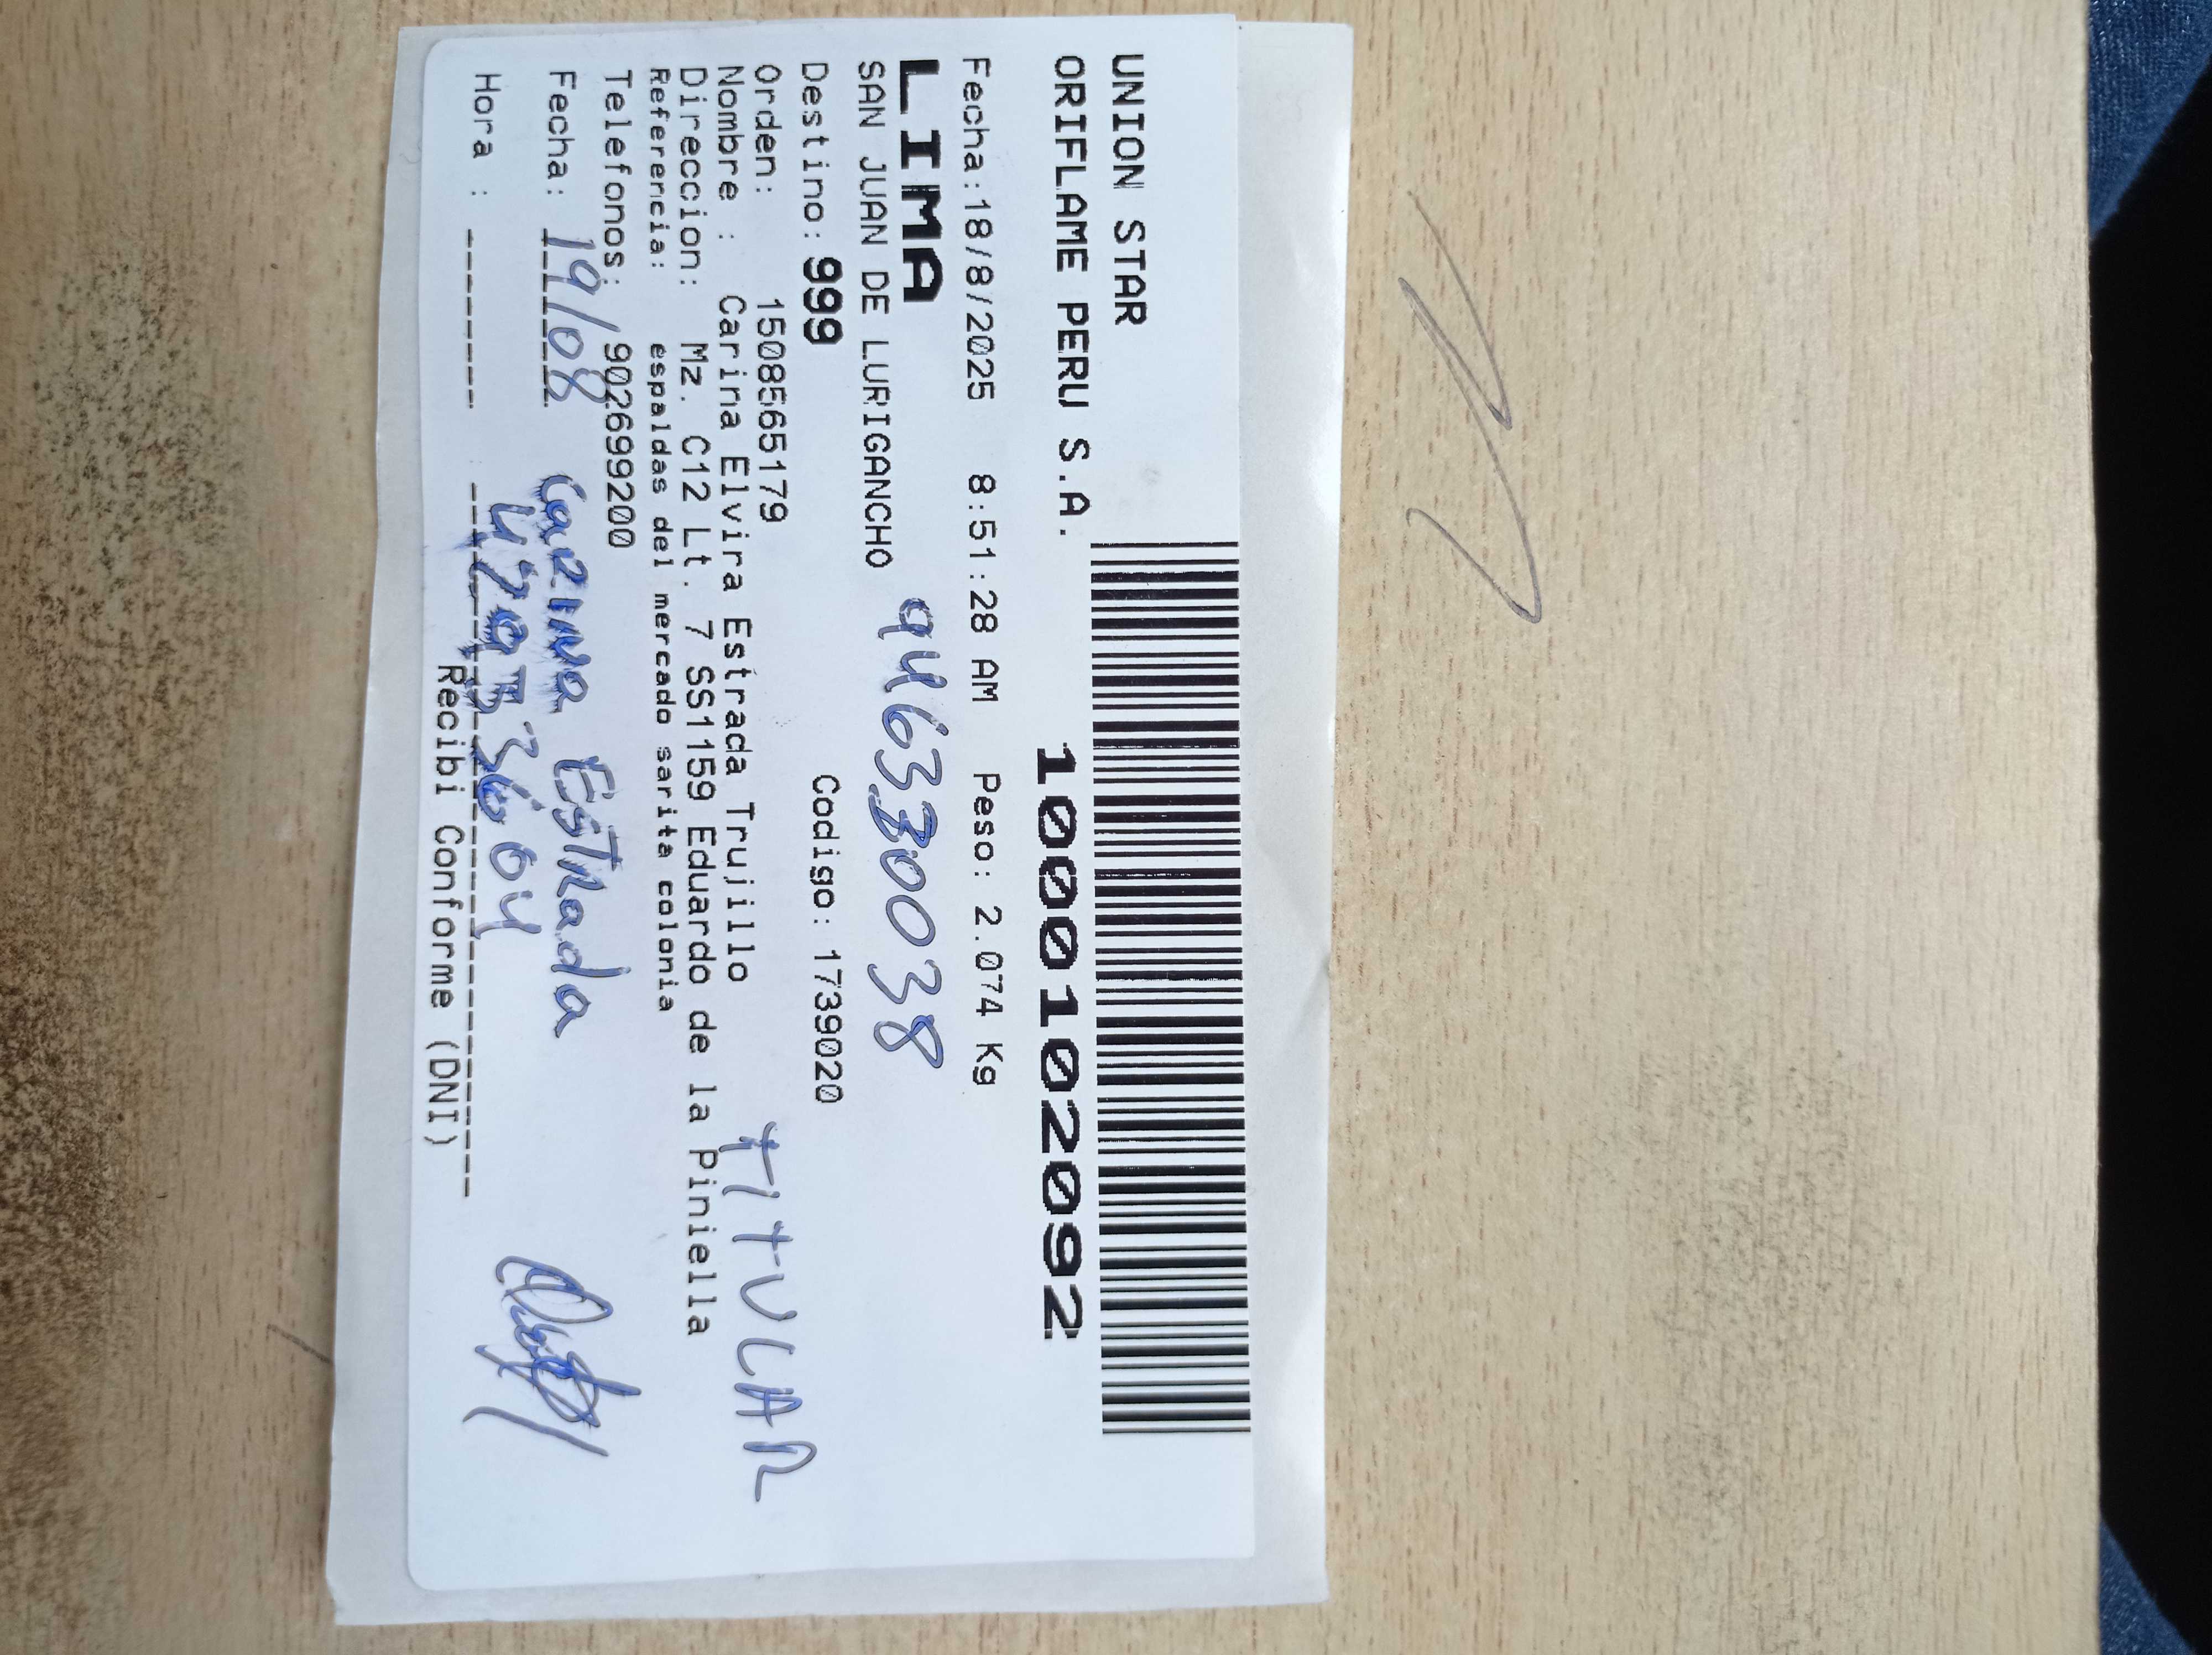 UNION STAR
ORIFLAME PERU S.A.
1000102092
Fecha:18/8/2025 8:51:28 AM Peso: 2.074 Kg
LIMA
944633
SAN JUAN DE LURIGANCHO
Destino: 999 Codigo: 1739020
Orden: 1508565179
TITULAR
Nombre : Carina Elvira Estrada Trujillo
Direccion: Mz. C12 Lt. 7 SS1159 Eduardo de la Piniella
Referencia: espaldas del mercado sarita colonia
Telefonos: 902699200
Fecha: 19/08 Carina Estrada
Hora :
Recibi Conforme (DNI)